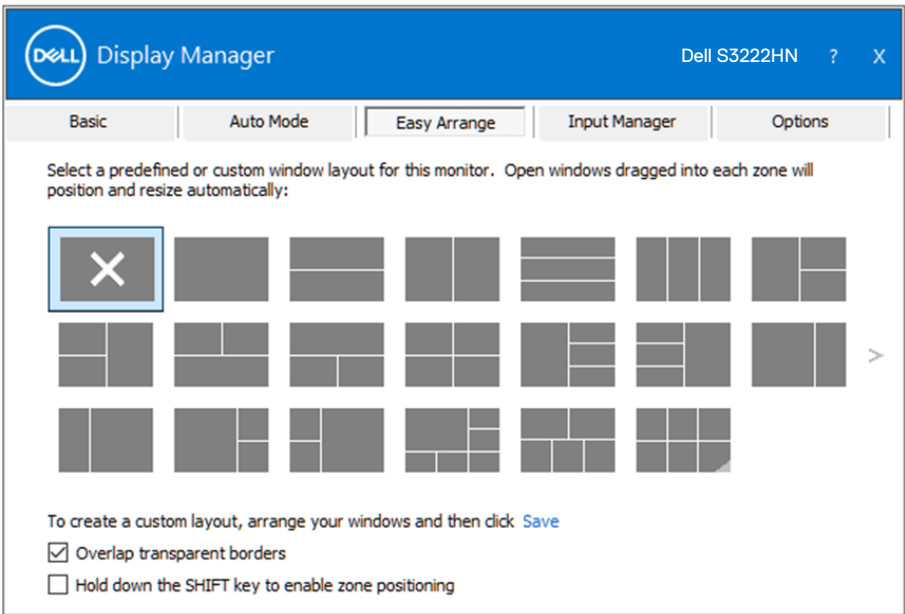 DELL Display Manager Dell S3222HN ? X
Basic Auto Mode Easy Arrange Input Manager Options
Select a predefined or custom window layout for this monitor. Open windows dragged into each zone will
position and resize automatically:
>
To create a custom layout, arrange your windows and then click Save
Overlap transparent borders
Hold down the SHIFT key to enable zone positioning